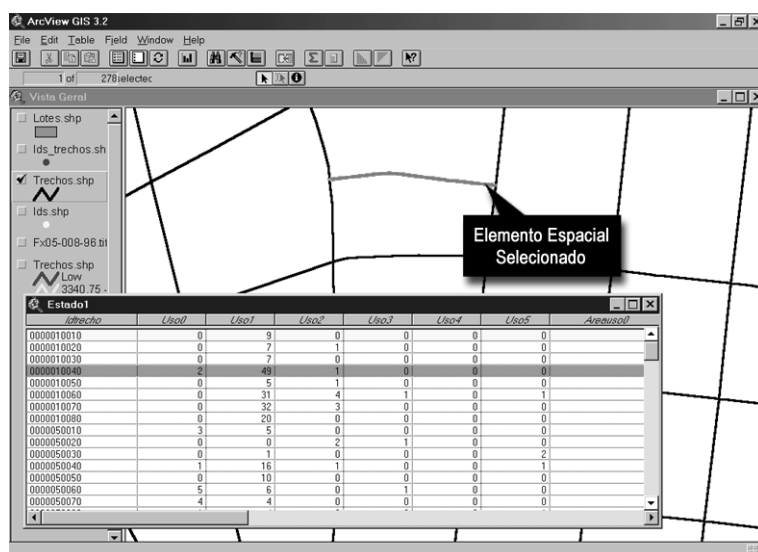 ArcView GIS 3.2
File Edit Table Field Window Help
1 of 278 selectec
Vista Geral
Lotes.shp
Ids_trechos.sh
Trechos.shp
Ids.shp
Fx05-008-96.tif
Trechos.shp
Low
3340.75 -
Elemento Espacial
Selecionado
Estado1
Idtrecho Uso0 Uso1 Uso2 Uso3 Uso4 Uso5 Areauso0
0000010010 0 9 0 0 0 0
0000010020 0 7 1 0 0 0
0000010030 0 7 0 0 0 0
0000010040 2 49 1 0 0 0
0000010050 0 5 1 0 0 0
0000010060 0 31 4 1 0 1
0000010070 0 32 3 0 0 0
0000010080 0 20 0 0 0 0
0000050010 3 5 0 0 0 0
0000050020 0 0 2 1 0 0
0000050030 0 1 0 0 0 2
0000050040 1 16 1 0 0 1
0000050050 0 10 0 0 0 0
0000050060 5 6 0 1 0 0
0000050070 4 4 0 0 0 0